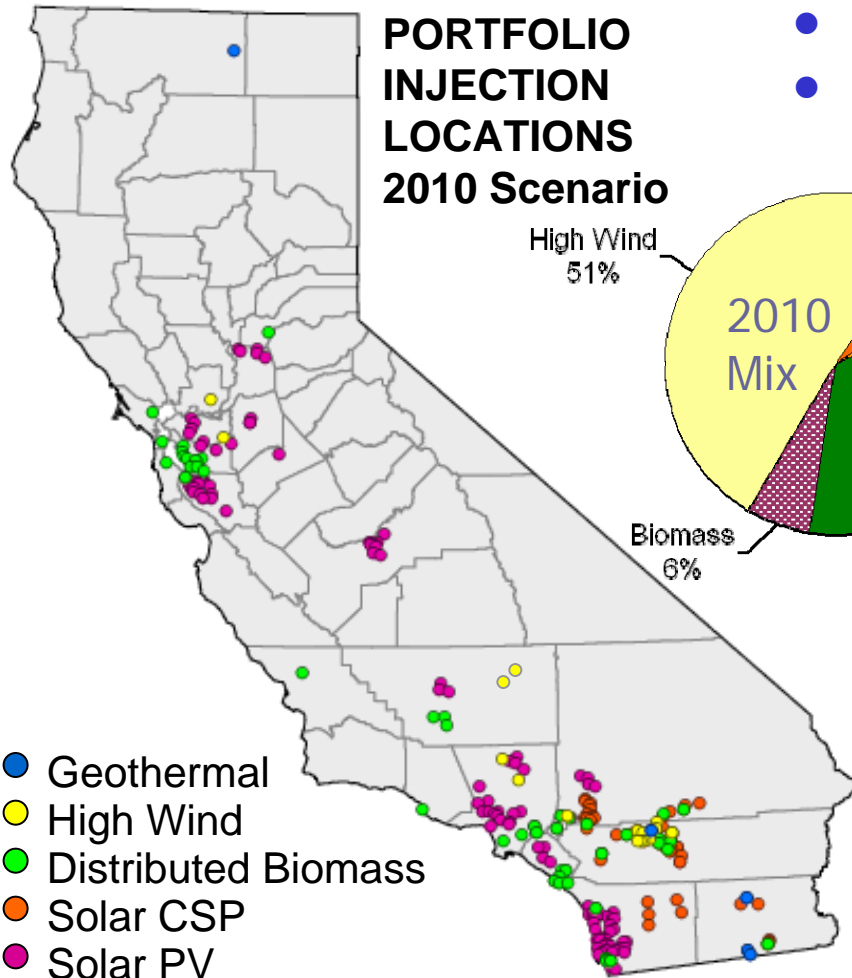 PORTFOLIO
INJECTION
LOCATIONS
2010 Scenario
High Wind
51%
2010
Mix
Biomass
6%
Geothermal
High Wind
Distributed Biomass
Solar CSP
Solar PV